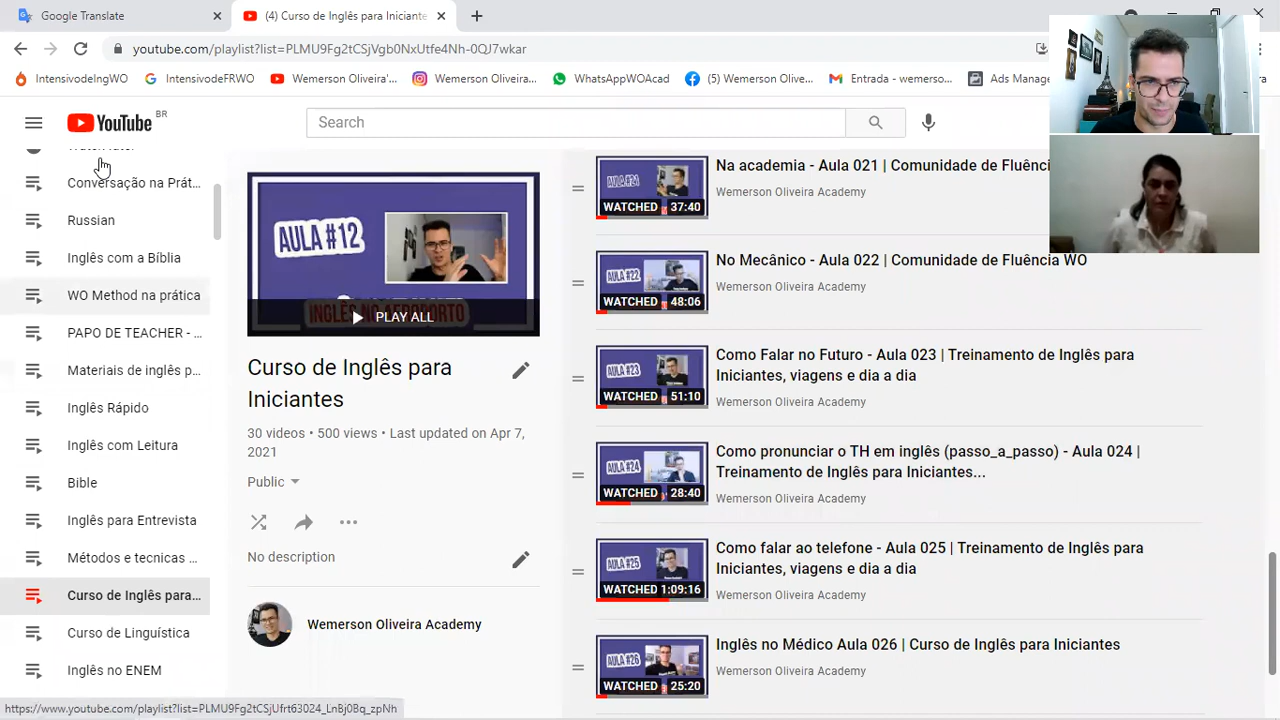 Google Translate
(4) Curso de Inglês para Iniciante
youtube.com/playlist?list=PLMU9Fg2tCSjVgb0NxUtfe4Nh-0QJ7wkar
IntensivodeIngWO
IntensivodeFRWO
Wemerson Oliveira'...
Wemerson Oliveira...
WhatsAppWOAcad
(5) Wemerson Olive...
Entrada - wemerso...
Ads Manage
YouTube BR
Search
Conversação na Prát...
Russian
Inglês com a Bíblia
WO Method na prática
PAPO DE TEACHER - ...
Materiais de inglês p...
Inglês Rápido
Inglês com Leitura
Bible
Inglês para Entrevista
Métodos e tecnicas ...
Curso de Inglês para...
Curso de Linguística
Inglês no ENEM
AULA #12
INGLÊS NO AEROPORTO
PLAY ALL
Curso de Inglês para
Iniciantes
30 videos • 500 views • Last updated on Apr 7,
2021
Public
No description
Wemerson Oliveira Academy
WATCHED 37:40
Na academia - Aula 021 | Comunidade de Fluência WO
Wemerson Oliveira Academy
WATCHED 48:06
No Mecânico - Aula 022 | Comunidade de Fluência WO
Wemerson Oliveira Academy
WATCHED 51:10
Como Falar no Futuro - Aula 023 | Treinamento de Inglês para
Iniciantes, viagens e dia a dia
Wemerson Oliveira Academy
WATCHED 28:40
Como pronunciar o TH em inglês (passo_a_passo) - Aula 024 |
Treinamento de Inglês para Iniciantes...
Wemerson Oliveira Academy
WATCHED 1:09:16
Como falar ao telefone - Aula 025 | Treinamento de Inglês para
Iniciantes, viagens e dia a dia
Wemerson Oliveira Academy
WATCHED 25:20
Inglês no Médico Aula 026 | Curso de Inglês para Iniciantes
Wemerson Oliveira Academy
https://www.youtube.com/playlist?list=PLMU9Fg2tCSjUfrt63024_LnBj0Bq_zpNh